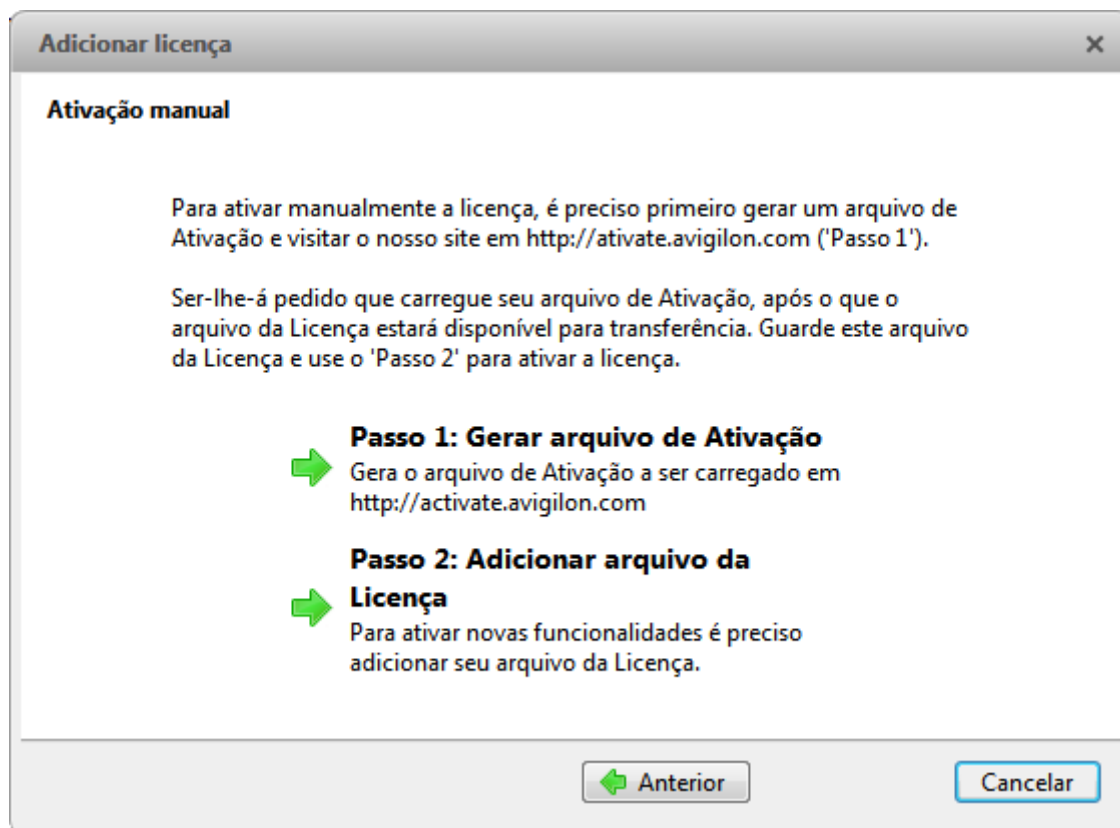 Adicionar licença
Ativação manual
Para ativar manualmente a licença, é preciso primeiro gerar um arquivo de
Ativação e visitar o nosso site em http://ativate.avigilon.com ('Passo 1').
Ser-lhe-á pedido que carregue seu arquivo de Ativação, após o que o
arquivo da Licença estará disponível para transferência. Guarde este arquivo
da Licença e use o 'Passo 2' para ativar a licença.
Passo 1: Gerar arquivo de Ativação
Gera o arquivo de Ativação a ser carregado em
http://activate.avigilon.com
Passo 2: Adicionar arquivo da
Licença
Para ativar novas funcionalidades é preciso
adicionar seu arquivo da Licença.
Anterior
Cancelar